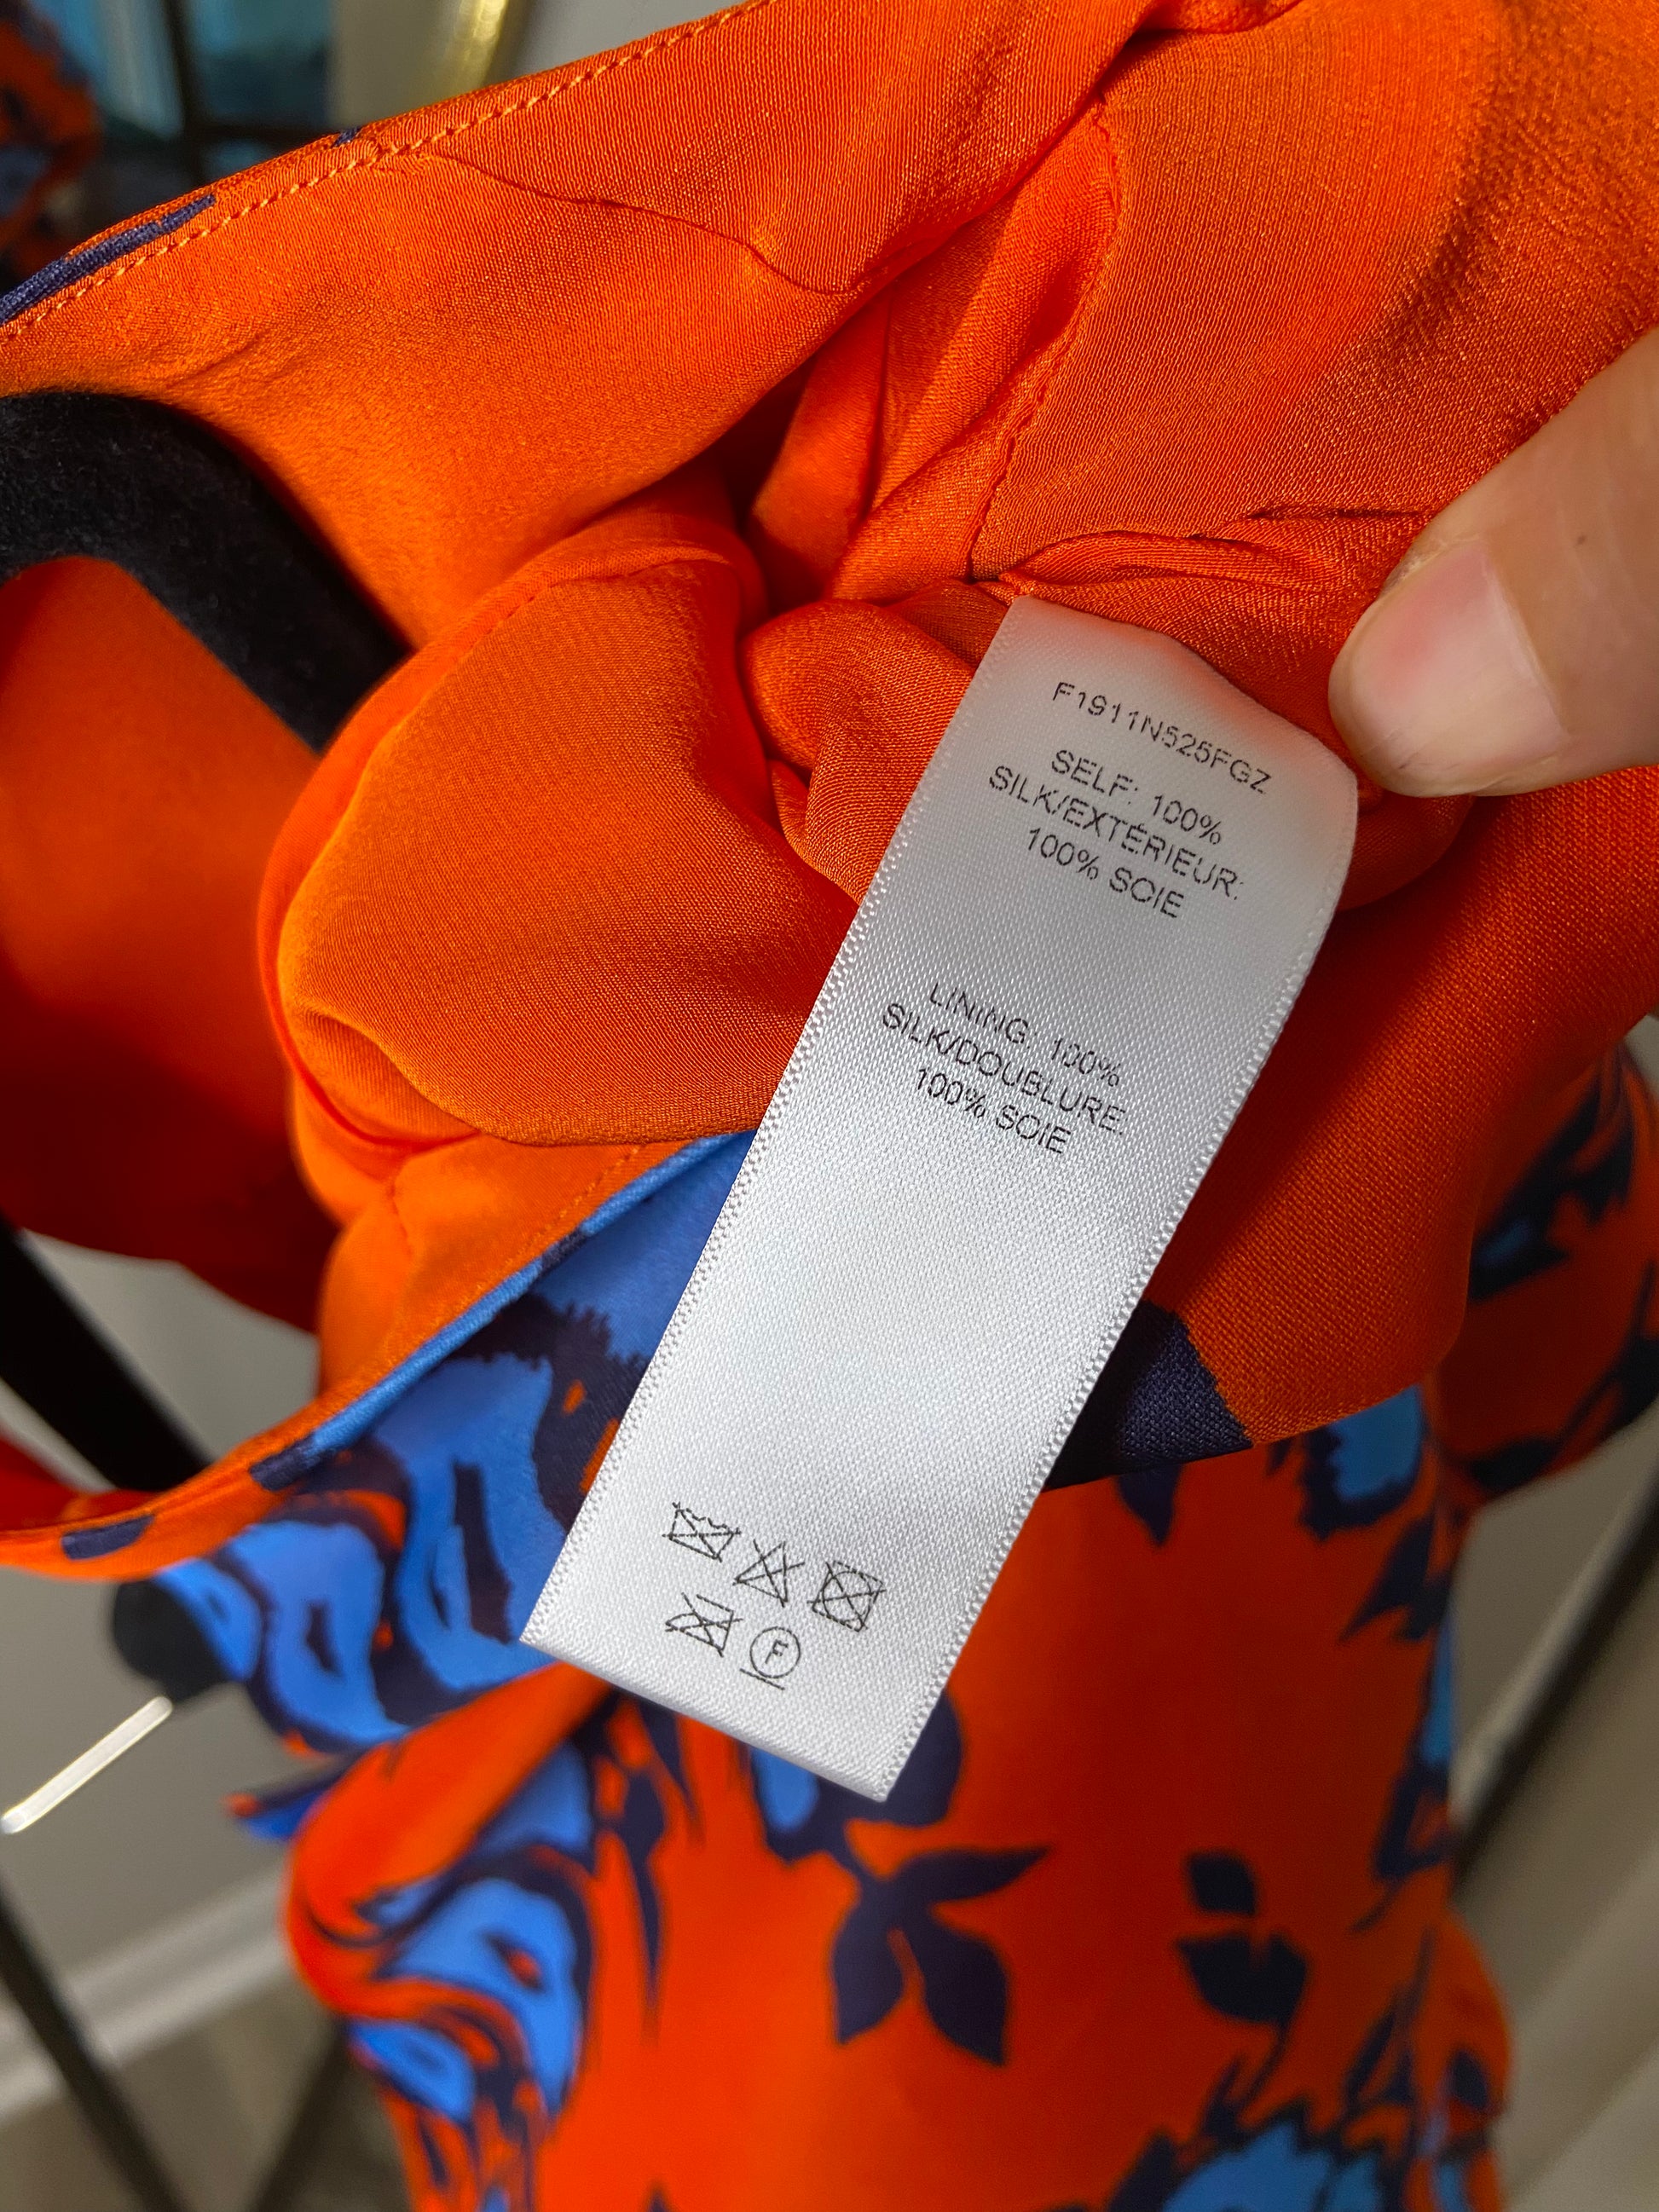 F1911N525FGZ
SELF: 100%
SILK/EXTÉRIEUR:
100% SOIE
LINING: 100%
SILK/DOUBLURE:
100% SOIE
F